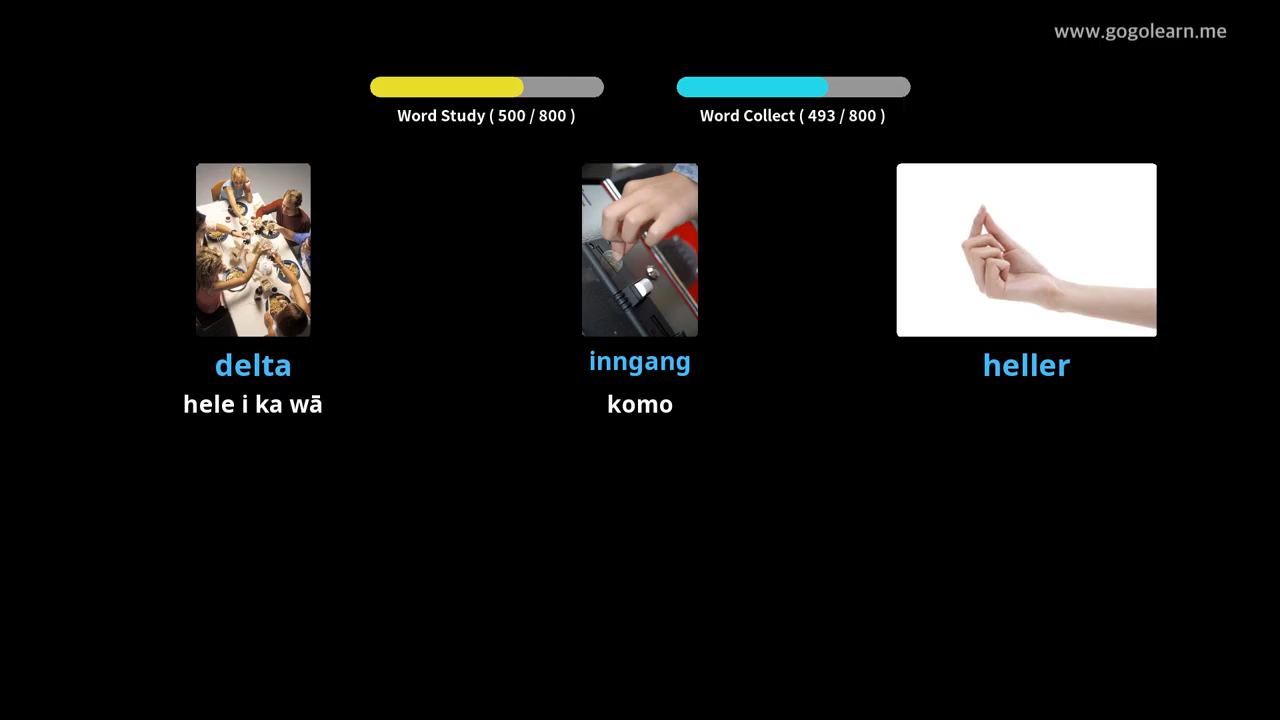 www.gogolearn.me
Word Study ( 500 / 800 )
Word Collect ( 493 / 800 )
delta
hele i ka wā
inngang
komo
heller